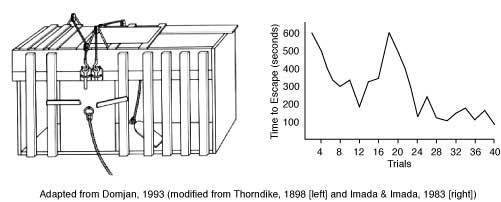 Time to Escape (seconds)
600
500
400
300
200
100
4 8 12 16 20 24 28 32 36 40
Trials
Adapted from Domjan, 1993 (modified from Thorndike, 1898 [left] and Imada & Imada, 1983 [right])